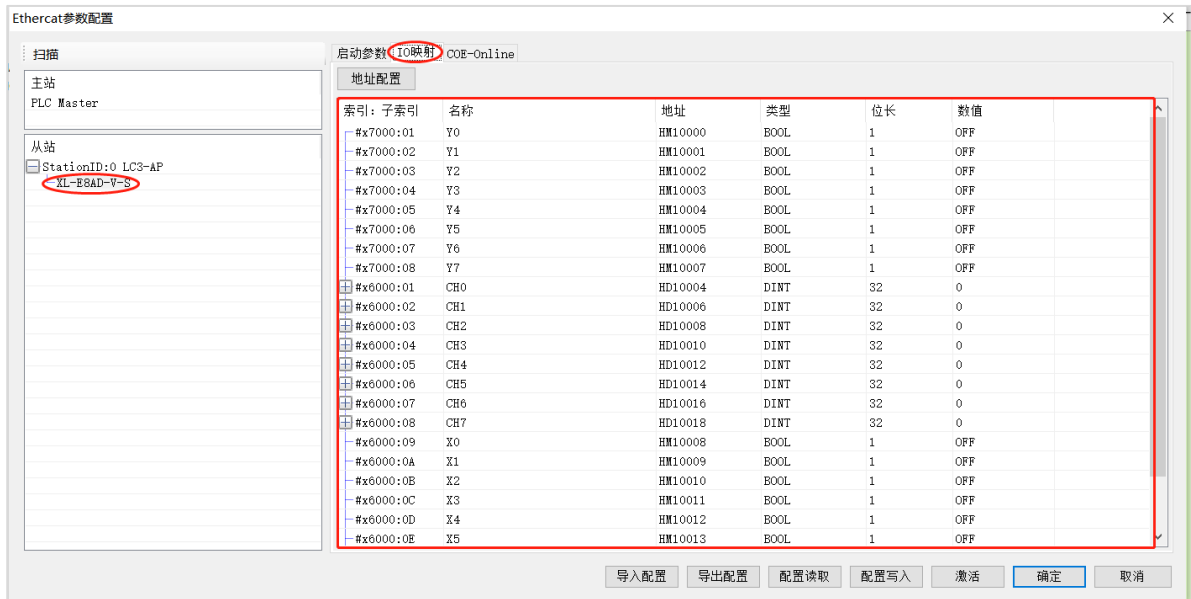 Ethercat参数配置
扫描
主站
PLC Master
从站
StationID:0 LC3-AP
XL-E8AD-V-S
启动参数 IO映射 COE-Online
地址配置
索引: 子索引 名称 地址 类型 位长 数值
#x7000:01 Y0 HM10000 BOOL 1 OFF
#x7000:02 Y1 HM10001 BOOL 1 OFF
#x7000:03 Y2 HM10002 BOOL 1 OFF
#x7000:04 Y3 HM10003 BOOL 1 OFF
#x7000:05 Y4 HM10004 BOOL 1 OFF
#x7000:06 Y5 HM10005 BOOL 1 OFF
#x7000:07 Y6 HM10006 BOOL 1 OFF
#x7000:08 Y7 HM10007 BOOL 1 OFF
#x6000:01 CH0 HD10004 DINT 32 0
#x6000:02 CH1 HD10006 DINT 32 0
#x6000:03 CH2 HD10008 DINT 32 0
#x6000:04 CH3 HD10010 DINT 32 0
#x6000:05 CH4 HD10012 DINT 32 0
#x6000:06 CH5 HD10014 DINT 32 0
#x6000:07 CH6 HD10016 DINT 32 0
#x6000:08 CH7 HD10018 DINT 32 0
#x6000:09 X0 HM10008 BOOL 1 OFF
#x6000:0A X1 HM10009 BOOL 1 OFF
#x6000:0B X2 HM10010 BOOL 1 OFF
#x6000:0C X3 HM10011 BOOL 1 OFF
#x6000:0D X4 HM10012 BOOL 1 OFF
#x6000:0E X5 HM10013 BOOL 1 OFF
导入配置 导出配置 配置读取 配置写入 激活 确定 取消